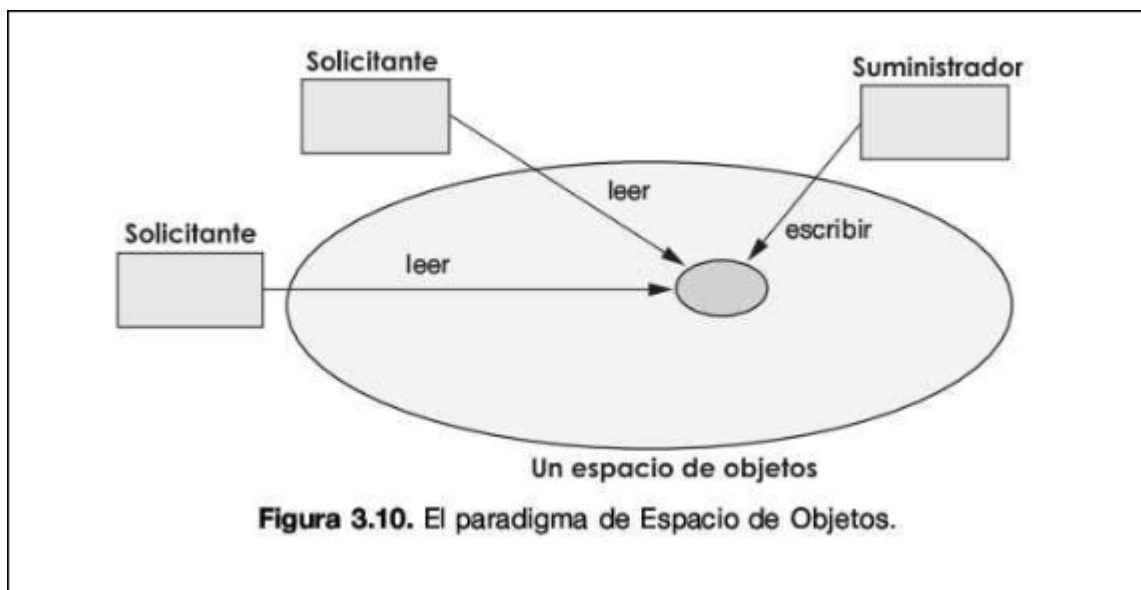 Solicitante
Suministrador
leer
Solicitante
escribir
leer
Un espacio de objetos
Figura 3.10. El paradigma de Espacio de Objetos.